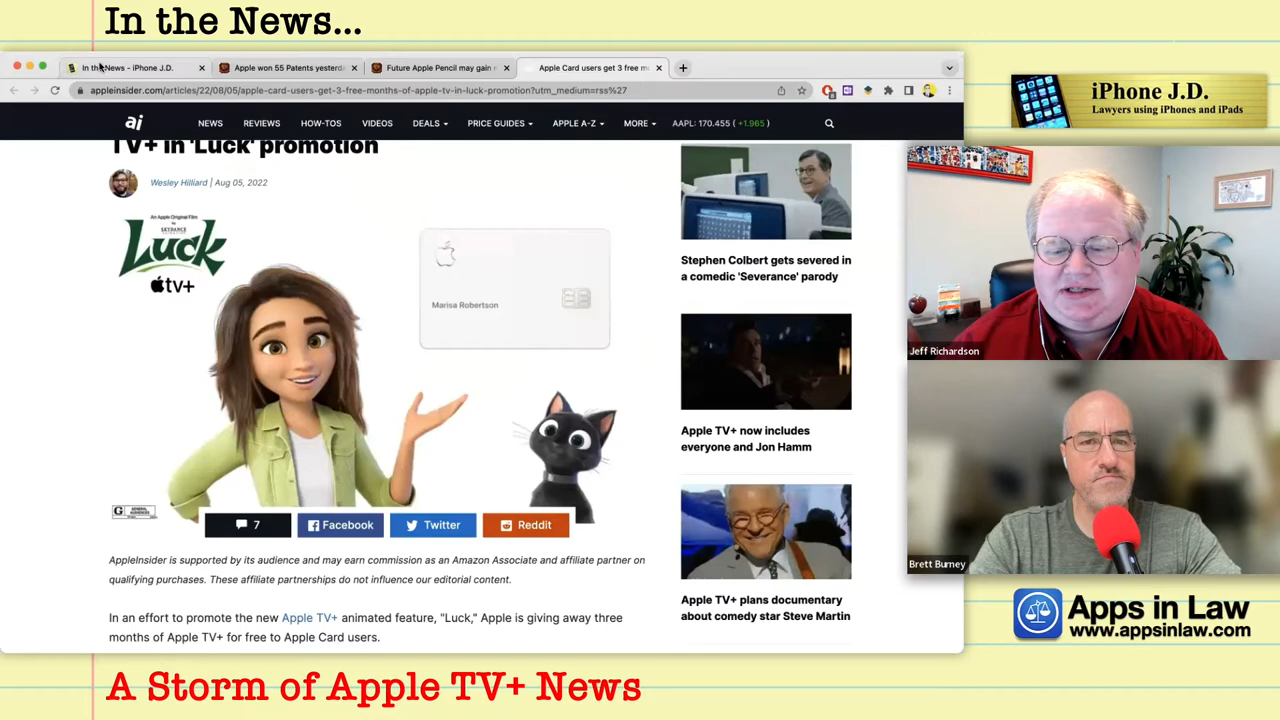 In the News...
In the News - iPhone J.D.
Apple won 55 Patents yesterda
Future Apple Pencil may gain r
Apple Card users get 3 free m
appleinsider.com/articles/22/08/05/apple-card-users-get-3-free-months-of-apple-tv-in-luck-promotion?utm_medium=rss%27
ai
NEWS
REVIEWS
HOW-TOS
VIDEOS
DEALS
PRICE GUIDES
APPLE A-Z
MORE
AAPL: 170.455 ( +1.965 )
TV+ in 'Luck' promotion
Wesley Hilliard | Aug 05, 2022
An Apple Original Film
SKYDANCE
Luck
tv+
Marisa Robertson
G
7
Facebook
Twitter
Reddit
AppleInsider is supported by its audience and may earn commission as an Amazon Associate and affiliate partner on
qualifying purchases. These affiliate partnerships do not influence our editorial content.
In an effort to promote the new Apple TV+ animated feature, "Luck," Apple is giving away three
months of Apple TV+ for free to Apple Card users.
Stephen Colbert gets severed in
a comedic 'Severance' parody
Apple TV+ now includes
everyone and Jon Hamm
Apple TV+ plans documentary
about comedy star Steve Martin
iPhone J.D.
Lawyers using iPhones and iPads
Jeff Richardson
Brett Burney
Apps in Law
www.appsinlaw.com
A Storm of Apple TV+ News